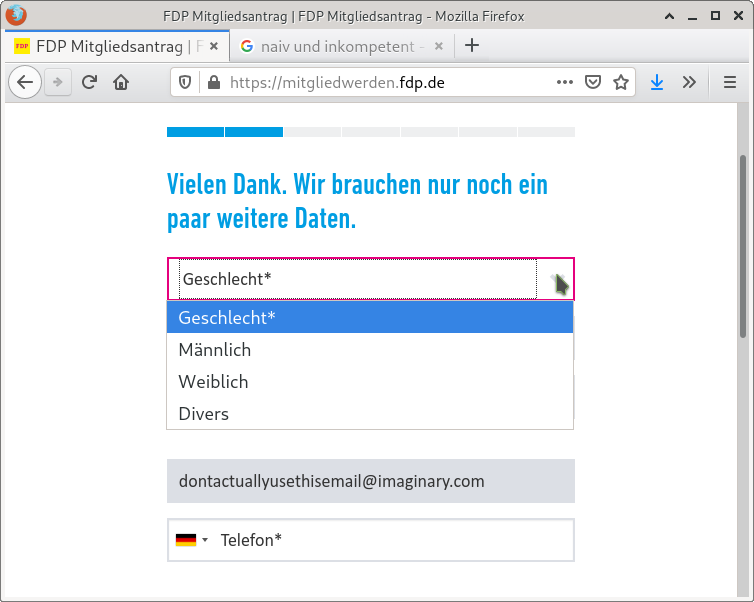 FDP Mitgliedsantrag | FDP Mitgliedsantrag - Mozilla Firefox
FDP FDP Mitgliedsantrag | F
naiv und inkompetent -
https://mitgliedwerden.fdp.de
Vielen Dank. Wir brauchen nur noch ein
paar weitere Daten.
Geschlecht*
Geschlecht*
Männlich
Weiblich
Divers
dontactuallyusethisemail@imaginary.com
Telefon*